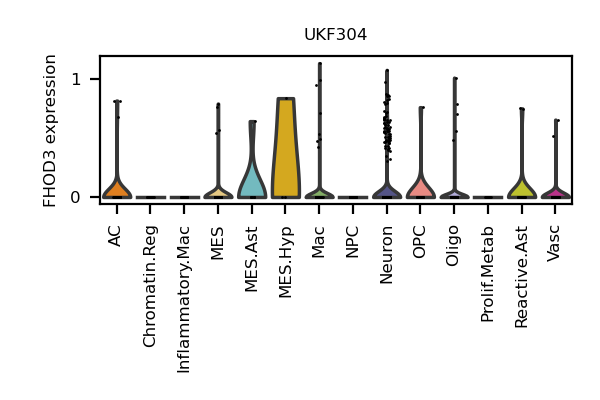 UKF304
FHOD3 expression
1
0
AC
Chromatin.Reg
Inflammatory.Mac
MES
MES.Ast
MES.Hyp
Mac
NPC
Neuron
OPC
Oligo
Prolif.Metab
Reactive.Ast
Vasc